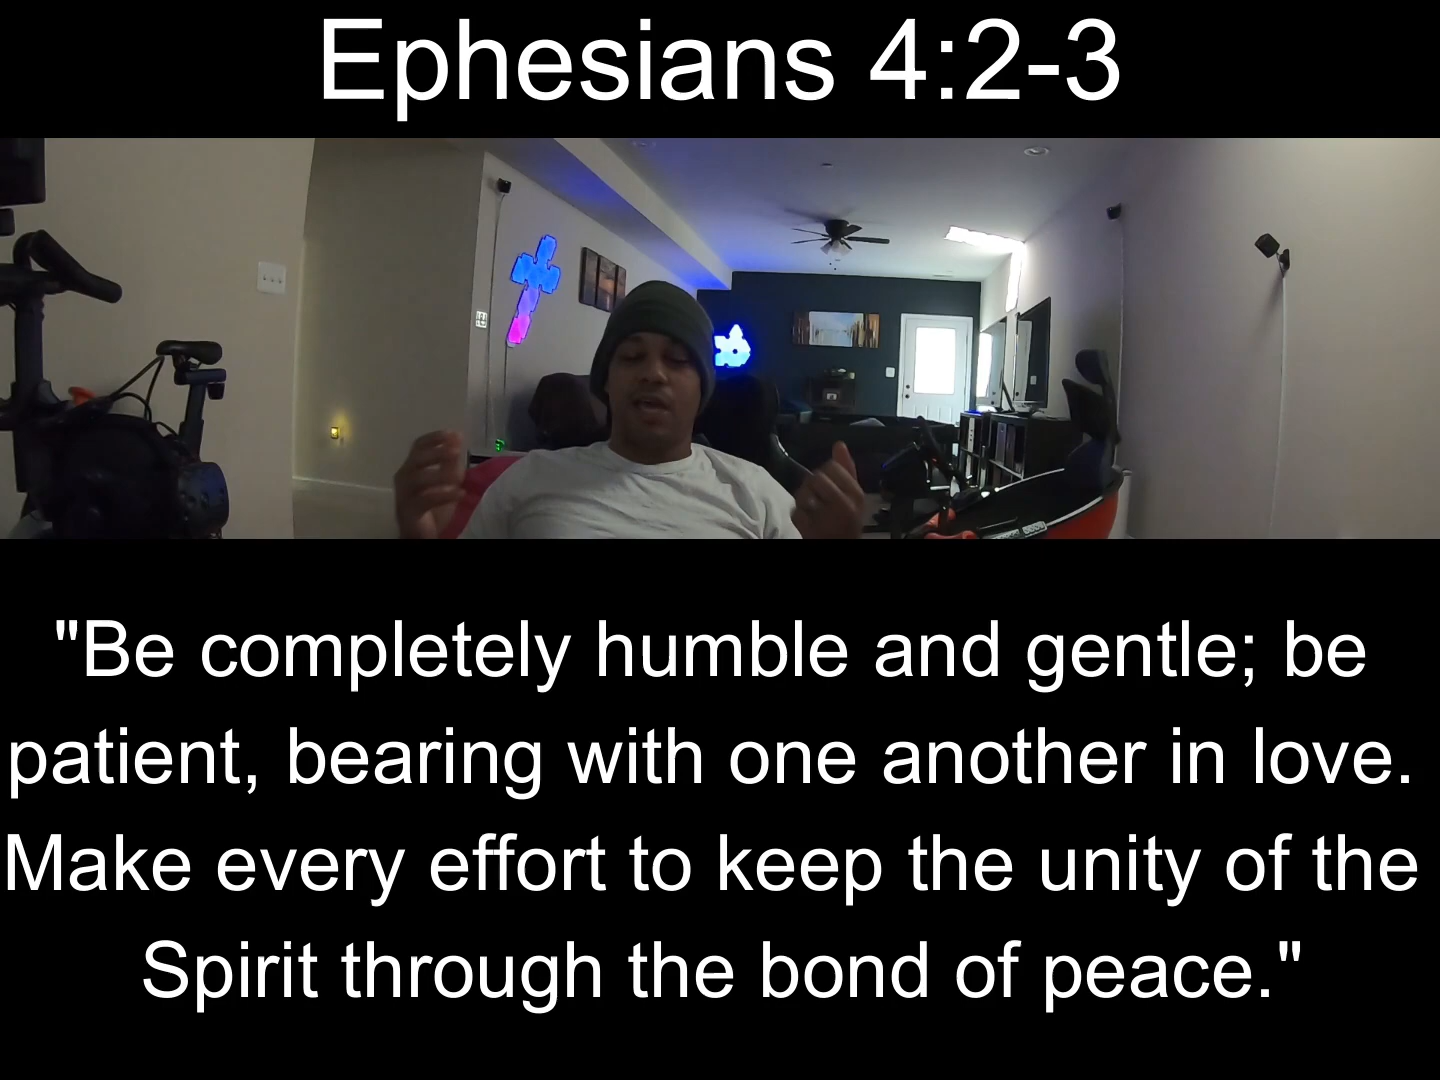 Ephesians 4:2-3
"Be completely humble and gentle; be
patient, bearing with one another in love.
Make every effort to keep the unity of the
Spirit through the bond of peace."